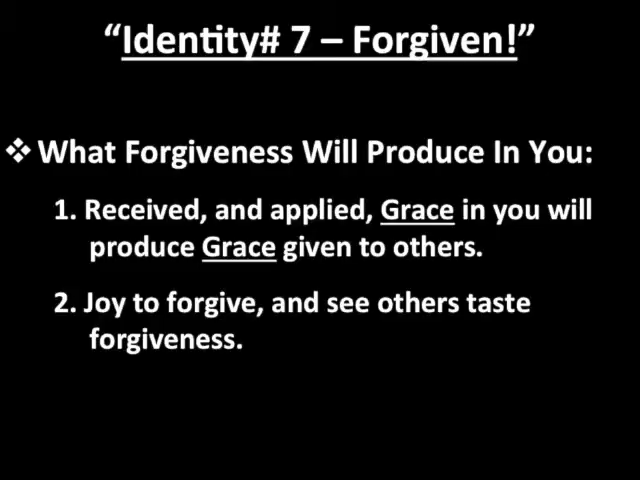 “Identity# 7 – Forgiven!”
❖ What Forgiveness Will Produce In You:
1. Received, and applied, Grace in you will
produce Grace given to others.
2. Joy to forgive, and see others taste
forgiveness.